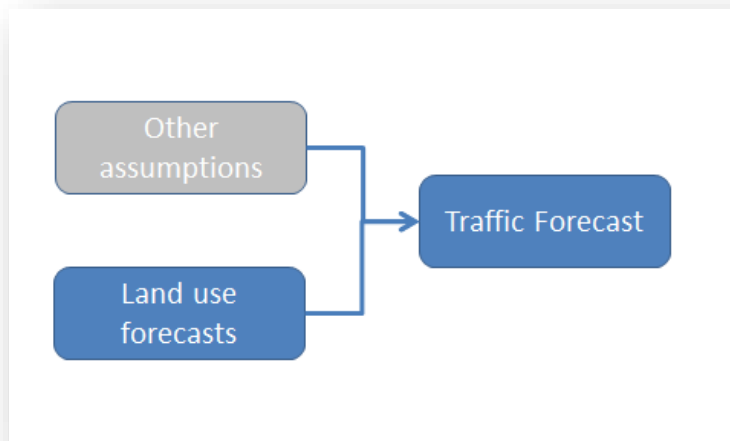 Other
assumptions
Traffic Forecast
Land use
forecasts